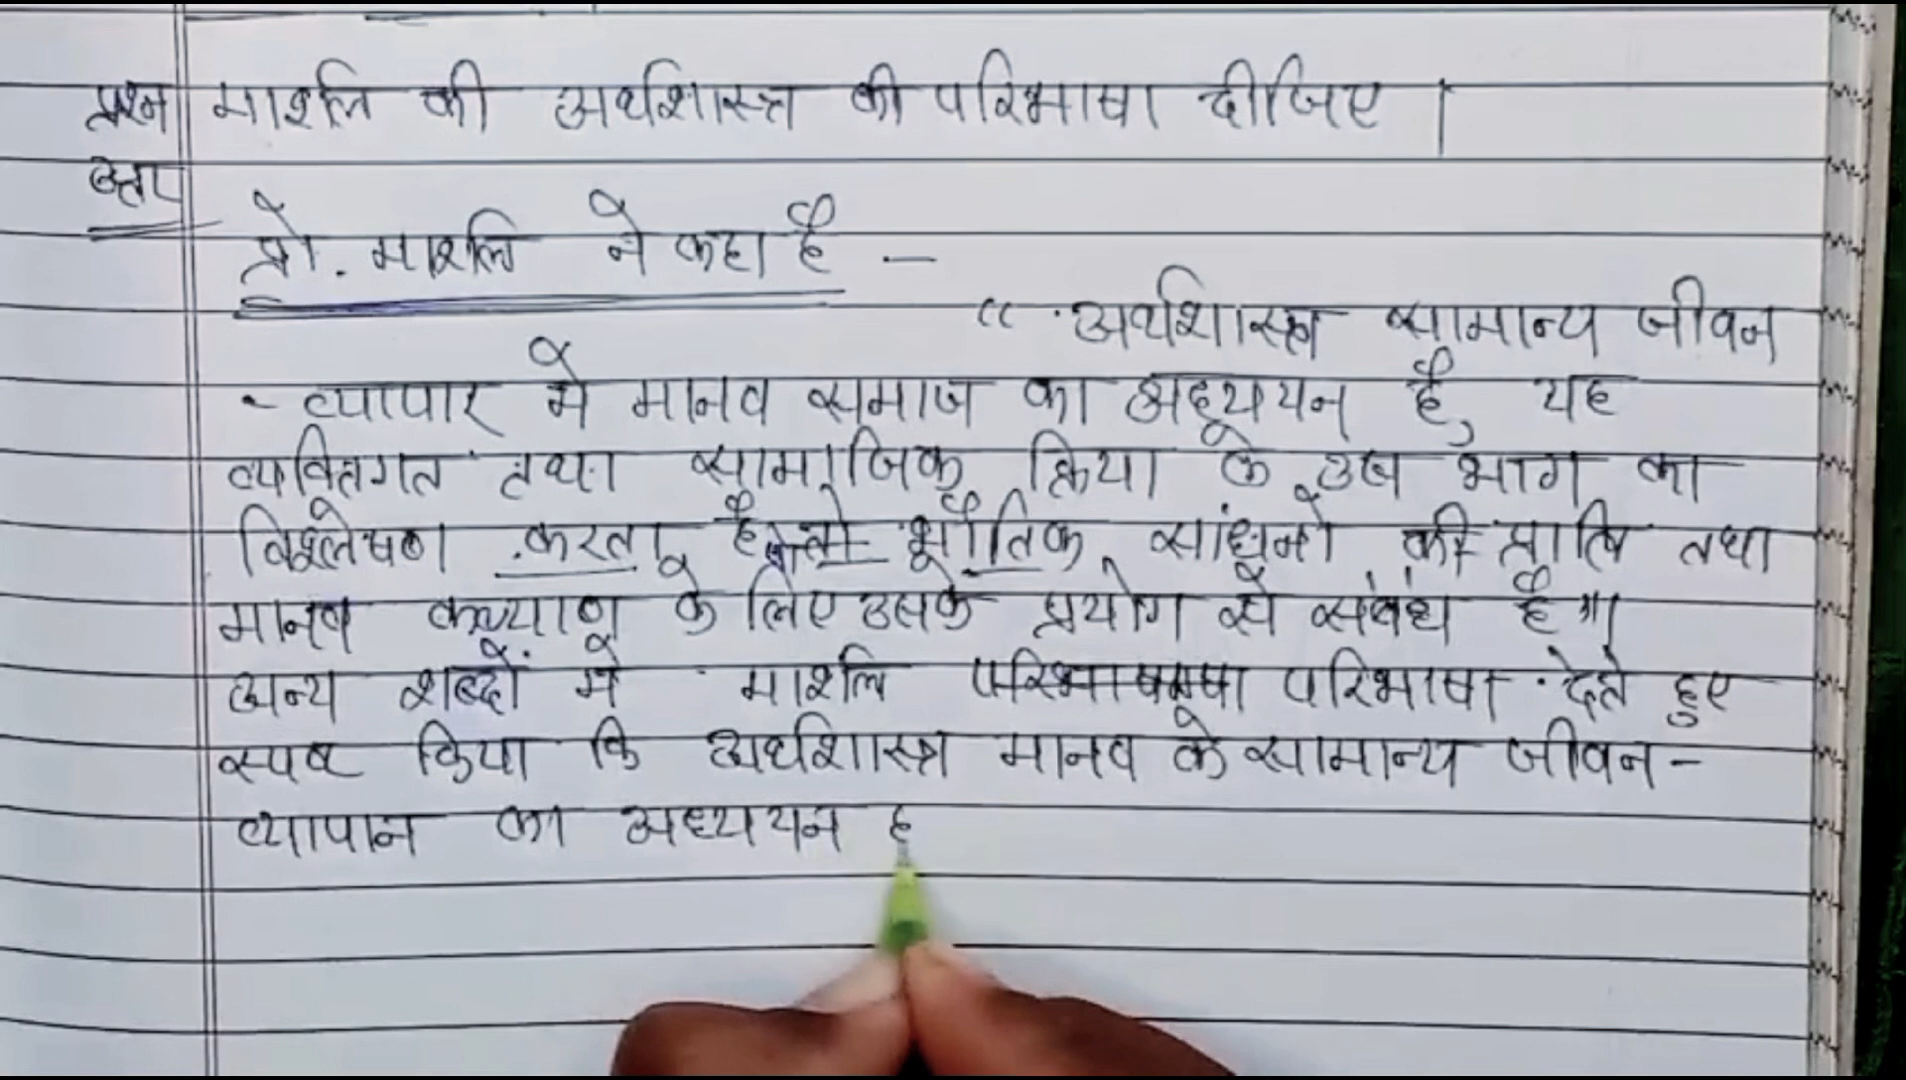 प्रश्न मार्शल की अर्थशास्त्र की परिभाषा दीजिए |
उत्तर
प्रो. मार्शल ने कहा है –
“ अर्थशास्त्र सामान्य जीवन
- व्यापार में मानव समाज का अध्ययन है, यह
व्यक्तिगत तथा सामाजिक क्रिया के उस भाग का
विश्लेषण करता है भौतिक सांधनों की प्राप्ति तथा
मानव कल्याण के लिए उसके प्रयोग से संबंध है"|
अन्य शब्दों में मार्शल परिभाषा देते हुए
स्पष्ट किया कि अर्थशास्त्र मानव के सामान्य जीवन -
व्यापान का अध्ययन ह